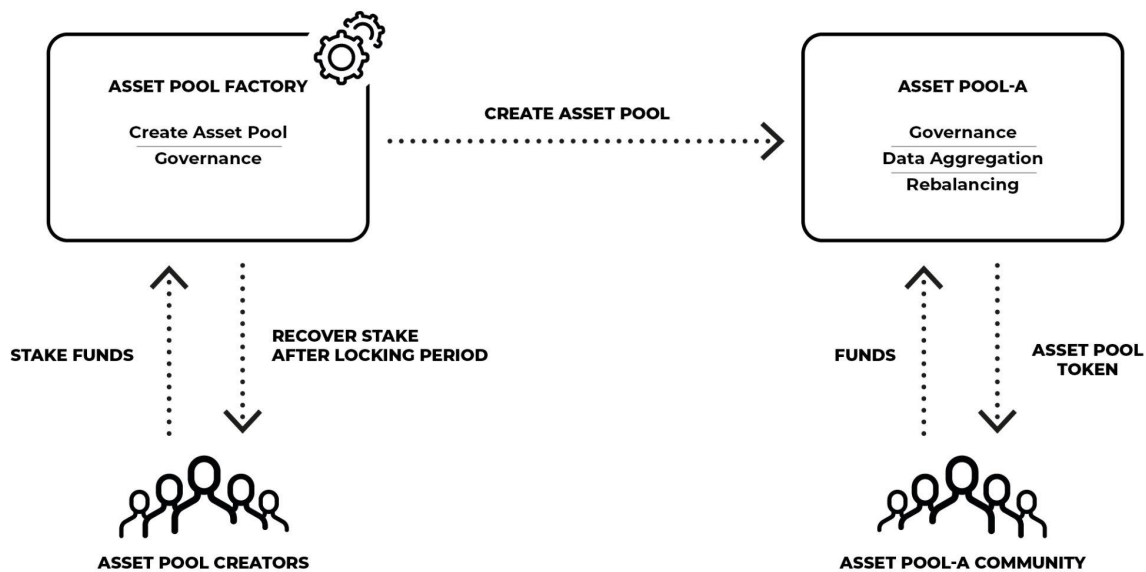 ASSET POOL FACTORY
Create Asset Pool
Governance
CREATE ASSET POOL
ASSET POOL-A
Governance
Data Aggregation
Rebalancing
STAKE FUNDS
RECOVER STAKE
AFTER LOCKING PERIOD
FUNDS
ASSET POOL
TOKEN
ASSET POOL CREATORS
ASSET POOL-A COMMUNITY